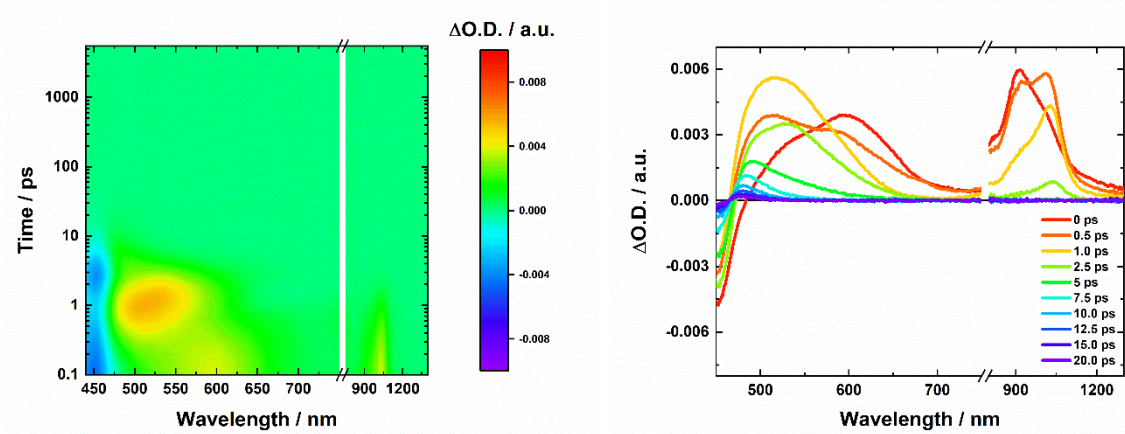 ΔO.D. / a.u.
0.008
0.004
0.000
-0.004
-0.008
Time / ps
1000
100
10
1
0.1
450 500 550 600 700 900 1200
Wavelength / nm
ΔO.D. / a.u.
0.006
0.003
0.000
-0.003
-0.006
0 ps
0.5 ps
1.0 ps
2.5 ps
5 ps
7.5 ps
10.0 ps
12.5 ps
15.0 ps
20.0 ps
500 600 700 900 1200
Wavelength / nm